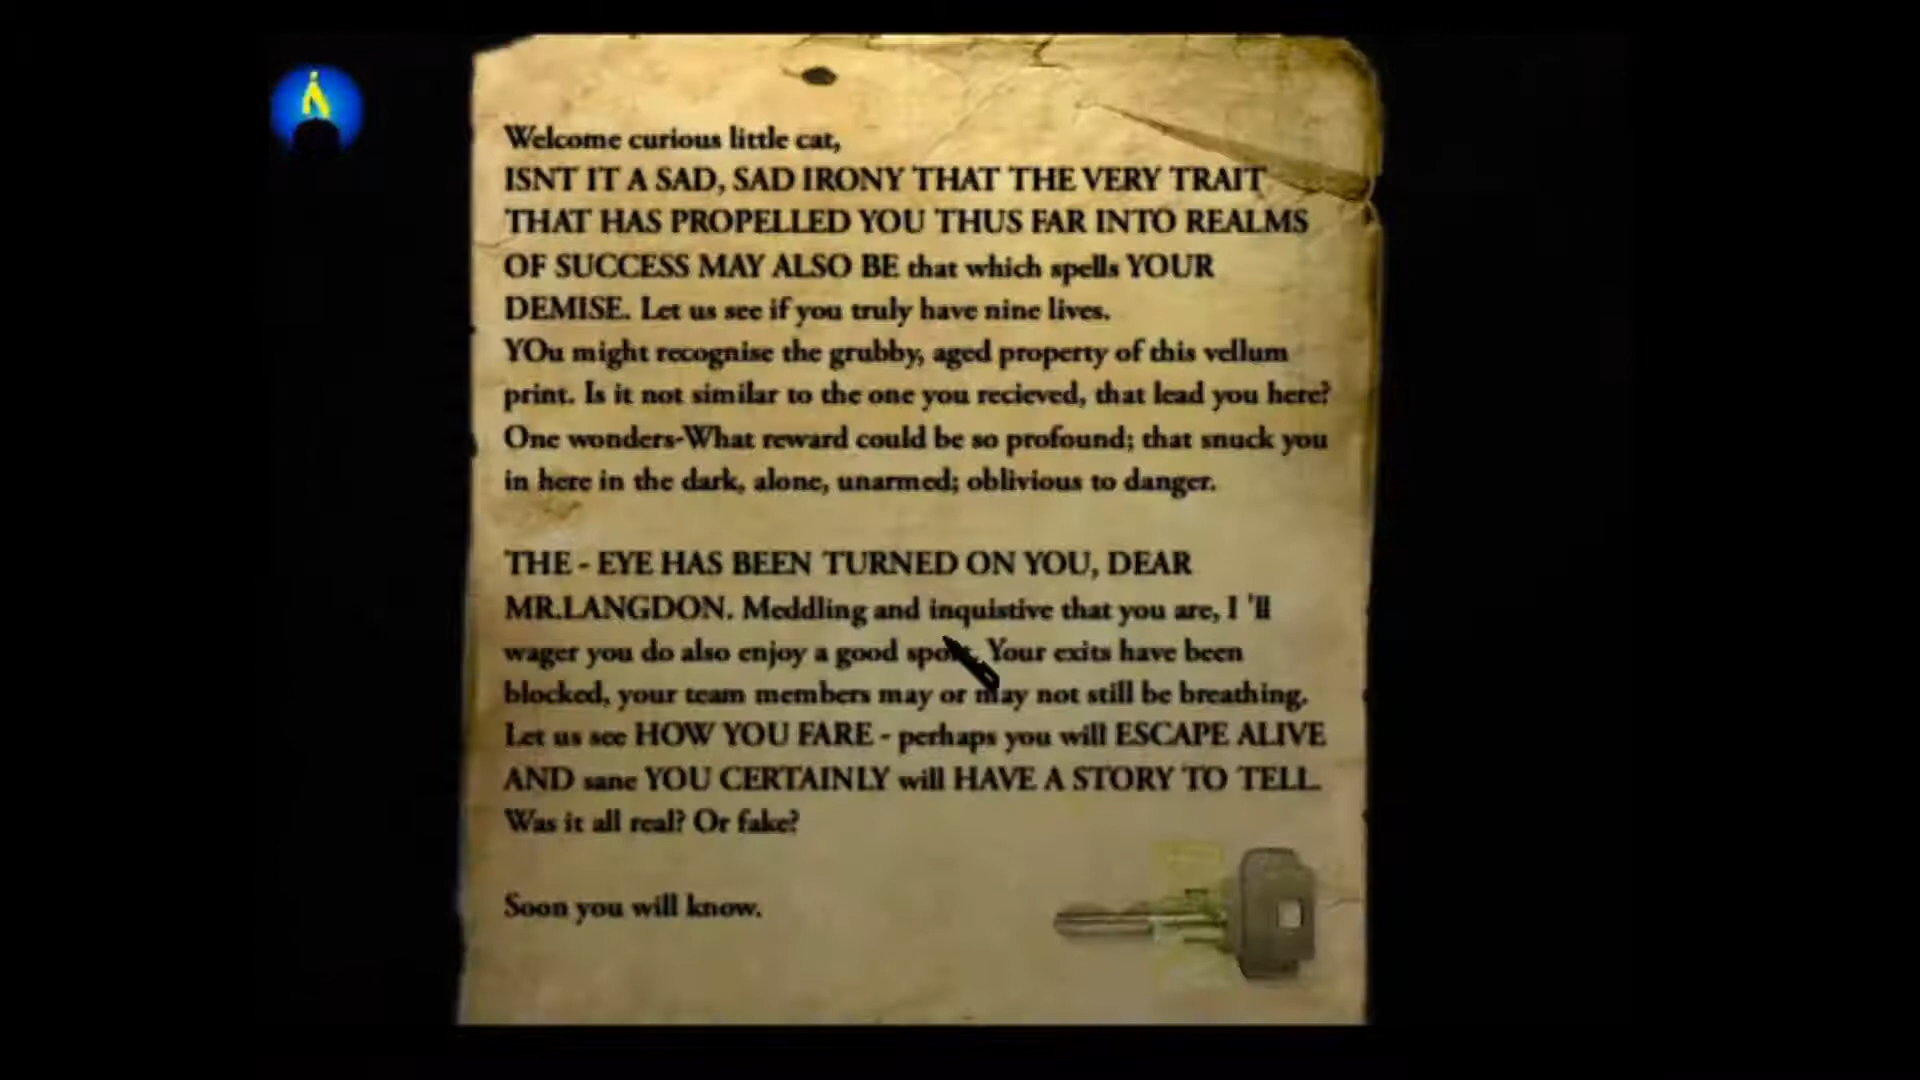 Welcome curious little cat,
ISNT IT A SAD, SAD IRONY THAT THE VERY TRAIT
THAT HAS PROPELLED YOU THUS FAR INTO REALMS
OF SUCCESS MAY ALSO BE that which spells YOUR
DEMISE. Let us see if you truly have nine lives.
YOu might recognise the grubby, aged property of this vellum
print. Is it not similar to the one you recieved, that lead you here?
One wonders-What reward could be so profound; that snuck you
in here in the dark, alone, unarmed; oblivious to danger.
THE - EYE HAS BEEN TURNED ON YOU, DEAR
MR.LANGDON. Meddling and inquistive that you are, I 'll
wager you do also enjoy a good sport. Your exits have been
blocked, your team members may or may not still be breathing.
Let us see HOW YOU FARE - perhaps you will ESCAPE ALIVE
AND sane YOU CERTAINLY will HAVE A STORY TO TELL.
Was it all real? Or fake?
Soon you will know.